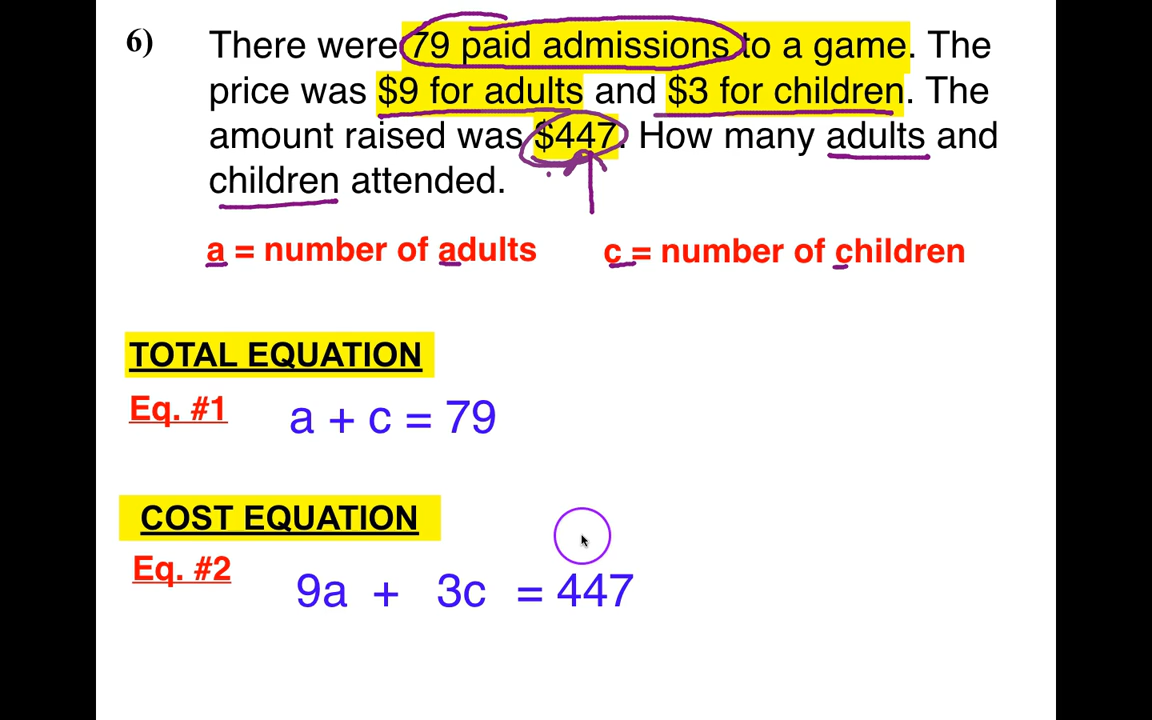 6) There were 79 paid admissions to a game. The
price was $9 for adults and $3 for children. The
amount raised was $447. How many adults and
children attended.
a = number of adults c = number of children
TOTAL EQUATION
Eq. #1 a + c = 79
COST EQUATION
Eq. #2 9a + 3c = 447